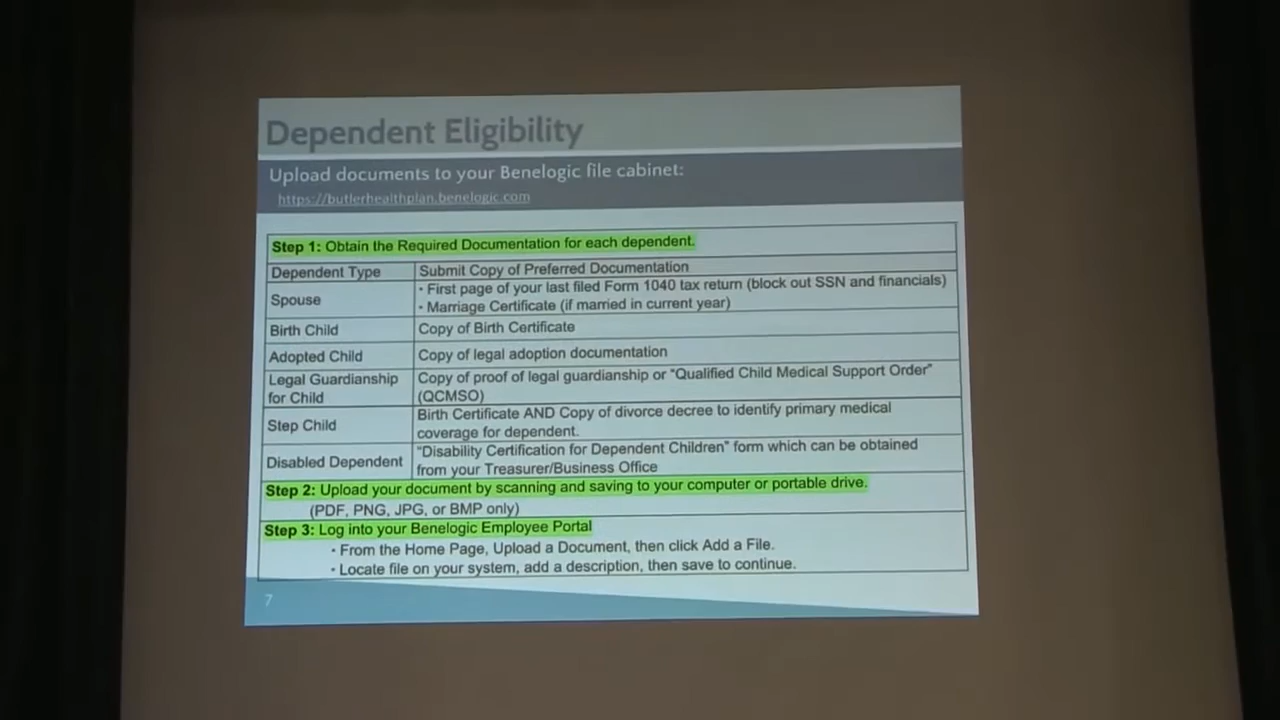 Dependent Eligibility
Upload documents to your Benelogic file cabinet:
https://butlerhealthplan.benelogic.com
Step 1: Obtain the Required Documentation for each dependent.
Dependent Type
Submit Copy of Preferred Documentation
Spouse
• First page of your last filed Form 1040 tax return (block out SSN and financials)
• Marriage Certificate (if married in current year)
Birth Child
Copy of Birth Certificate
Adopted Child
Copy of legal adoption documentation
Legal Guardianship
for Child
Copy of proof of legal guardianship or "Qualified Child Medical Support Order"
(QCMSO)
Step Child
Birth Certificate AND Copy of divorce decree to identify primary medical
coverage for dependent.
Disabled Dependent
"Disability Certification for Dependent Children" form which can be obtained
from your Treasurer/Business Office
Step 2: Upload your document by scanning and saving to your computer or portable drive.
(PDF, PNG, JPG, or BMP only)
Step 3: Log into your Benelogic Employee Portal
• From the Home Page, Upload a Document, then click Add a File.
• Locate file on your system, add a description, then save to continue.
7